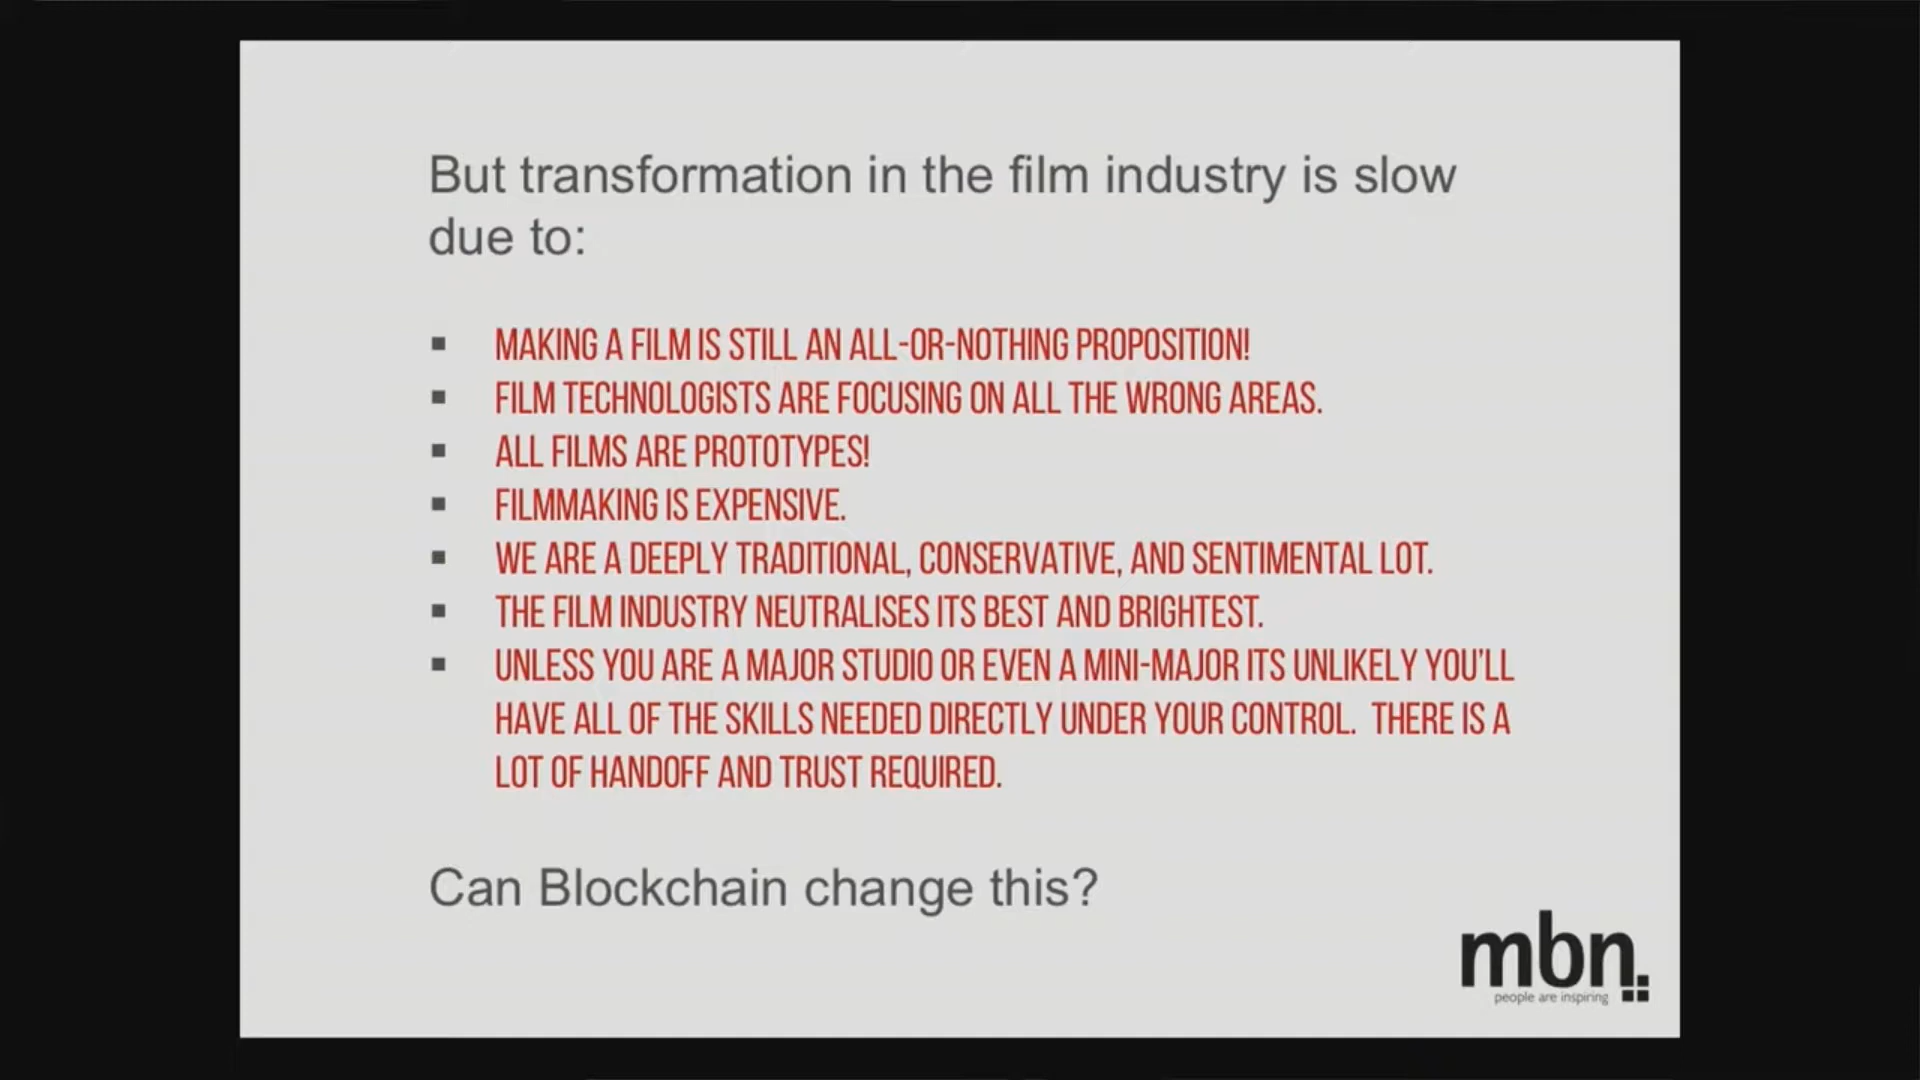 But transformation in the film industry is slow
due to:
MAKING A FILM IS STILL AN ALL-OR-NOTHING PROPOSITION!
FILM TECHNOLOGISTS ARE FOCUSING ON ALL THE WRONG AREAS.
ALL FILMS ARE PROTOTYPES!
FILMMAKING IS EXPENSIVE.
WE ARE A DEEPLY TRADITIONAL, CONSERVATIVE, AND SENTIMENTAL LOT.
THE FILM INDUSTRY NEUTRALISES ITS BEST AND BRIGHTEST.
UNLESS YOU ARE A MAJOR STUDIO OR EVEN A MINI-MAJOR ITS UNLIKELY YOU'LL
HAVE ALL OF THE SKILLS NEEDED DIRECTLY UNDER YOUR CONTROL. THERE IS A
LOT OF HANDOFF AND TRUST REQUIRED.
Can Blockchain change this?
mbn
people are inspiring